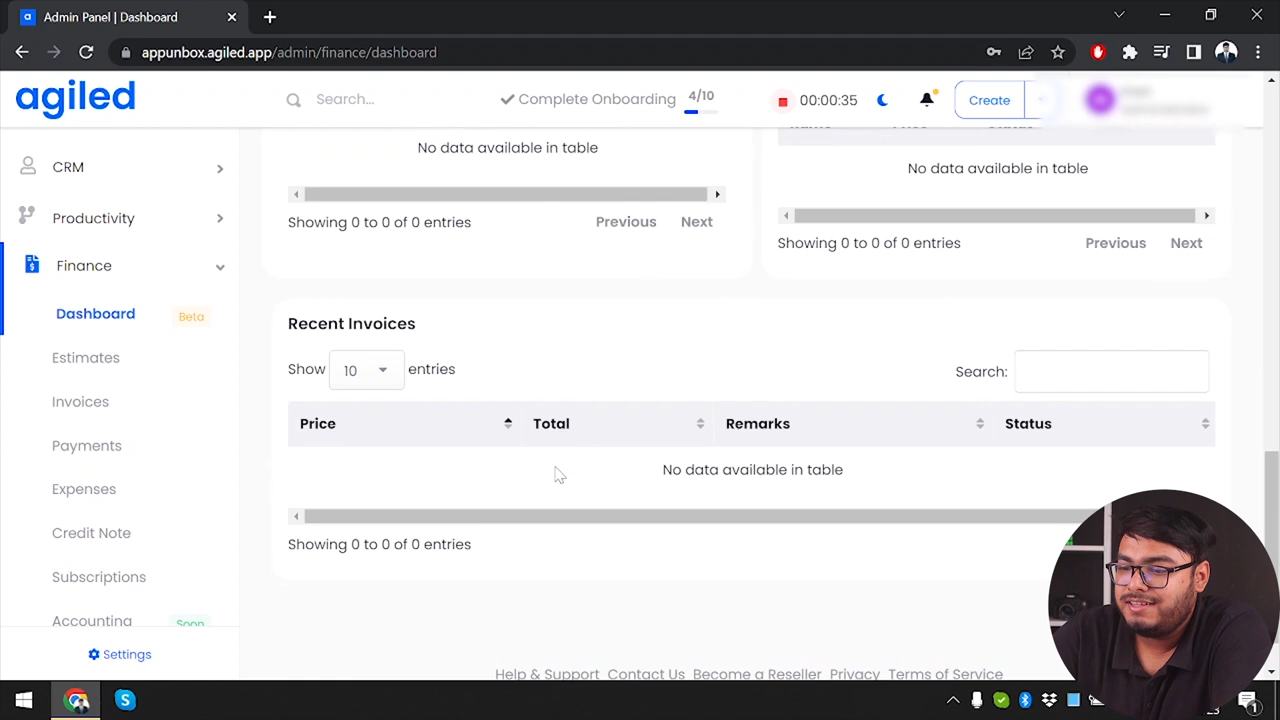 Admin Panel | Dashboard
appunbox.agiled.app/admin/finance/dashboard
agiled
Search...
Complete Onboarding
4/10
00:00:35
Create
CRM
Productivity
Finance
Dashboard
Beta
Estimates
Invoices
Payments
Expenses
Credit Note
Subscriptions
Accounting
Soon
Settings
No data available in table
Showing 0 to 0 of 0 entries
Previous Next
No data available in table
Showing 0 to 0 of 0 entries
Previous Next
Recent Invoices
Show 10 entries
Search:
Price Total Remarks Status
No data available in table
Showing 0 to 0 of 0 entries
Help & Support Contact Us Become a Reseller Privacy Terms of Service